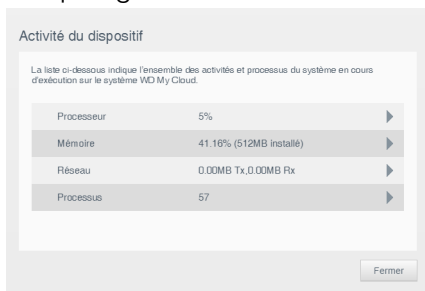 Activité du dispositif
La liste ci-dessous indique l'ensemble des activités et processus du système en cours
d'exécution sur le système WD My Cloud.
Processeur 5%
Mémoire 41.16% (512MB installé)
Réseau 0.00MB Tx,0.00MB Rx
Processus 57
Fermer